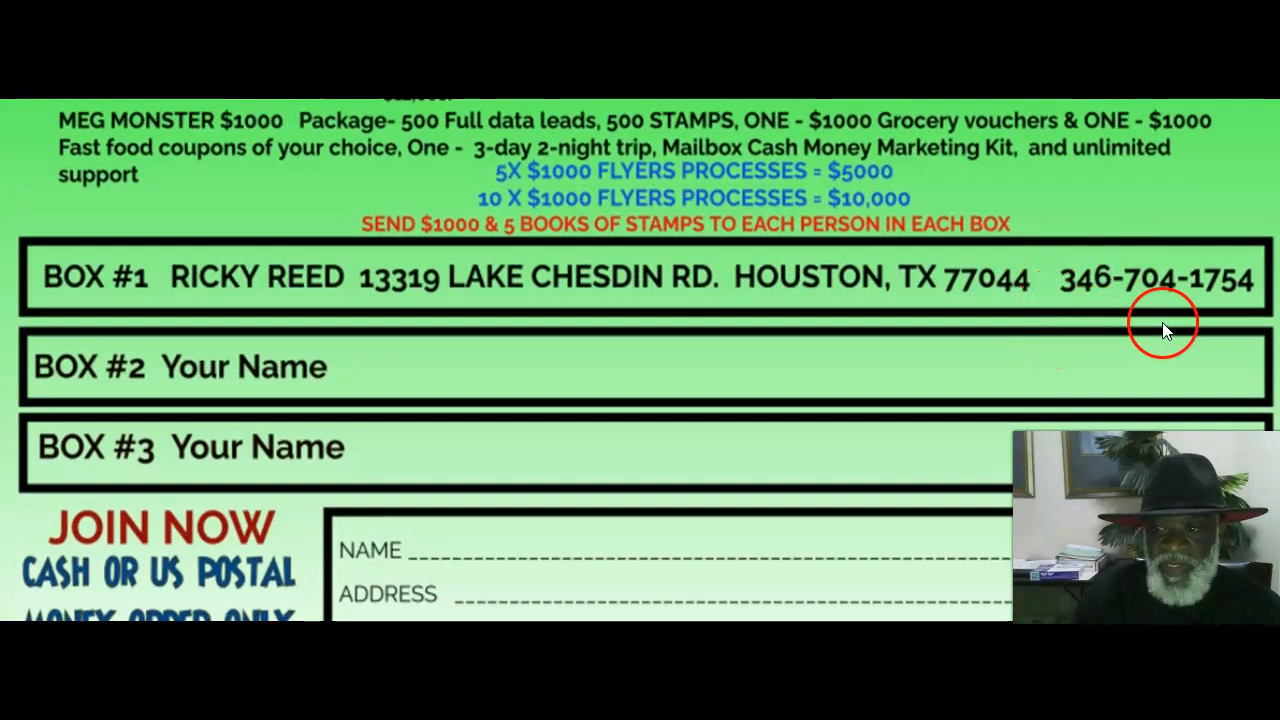 MEG MONSTER $1000 Package- 500 Full data leads, 500 STAMPS, ONE - $1000 Grocery vouchers & ONE - $1000
Fast food coupons of your choice, One - 3-day 2-night trip, Mailbox Cash Money Marketing Kit, and unlimited
support
5X $1000 FLYERS PROCESSES = $5000
10 X $1000 FLYERS PROCESSES = $10,000
SEND $1000 & 5 BOOKS OF STAMPS TO EACH PERSON IN EACH BOX
BOX #1 RICKY REED 13319 LAKE CHESDIN RD. HOUSTON, TX 77044 346-704-1754
BOX #2 Your Name
BOX #3 Your Name
JOIN NOW
CASH OR US POSTAL
MONEY ORDER ONLY
NAME
ADDRESS